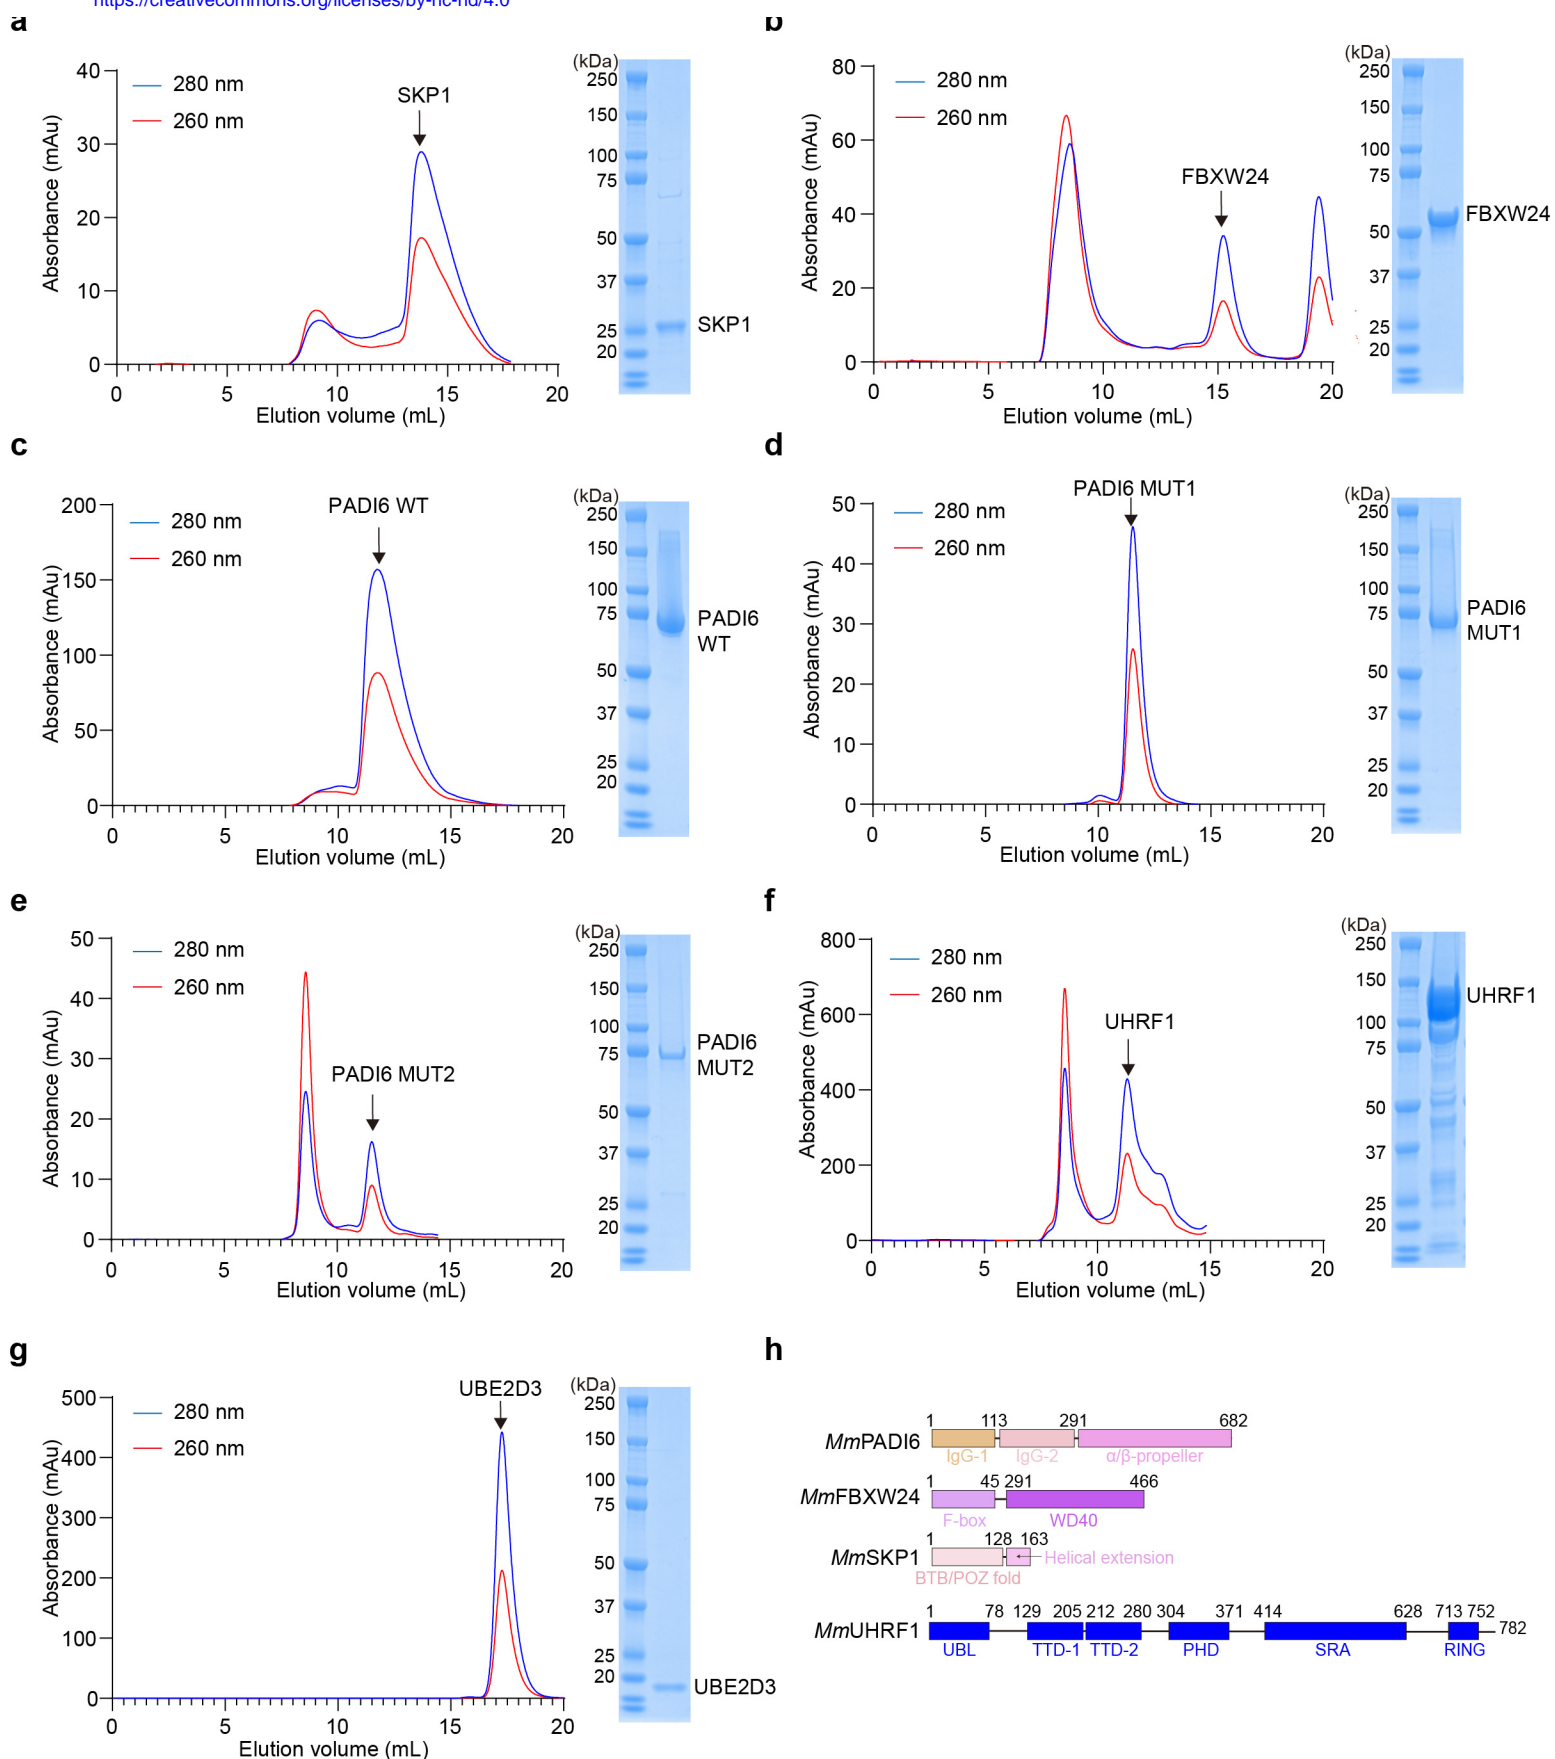 https://creativecommons.org/licenses/by-nc-nd/4.0
a
40
30
20
10
0
Absorbance (mAu)
280 nm
260 nm
SKP1
0 5 10 15 20
Elution volume (mL)
(kDa)
250
150
100
75
50
37
25
20
SKP1
b
80
60
40
20
0
Absorbance (mAu)
280 nm
260 nm
FBXW24
0 5 10 15 20
Elution volume (mL)
(kDa)
250
150
100
75
50
37
25
20
FBXW24
c
200
150
100
50
0
Absorbance (mAu)
280 nm
260 nm
PADI6 WT
0 5 10 15 20
Elution volume (mL)
(kDa)
250
150
100
75
50
37
25
20
PADI6
WT
d
50
40
30
20
10
0
Absorbance (mAu)
280 nm
260 nm
PADI6 MUT1
0 5 10 15 20
Elution volume (mL)
(kDa)
250
150
100
75
50
37
25
20
PADI6
MUT1
e
50
40
30
20
10
0
Absorbance (mAu)
280 nm
260 nm
PADI6 MUT2
0 5 10 15 20
Elution volume (mL)
(kDa)
250
150
100
75
50
37
25
20
PADI6
MUT2
f
800
600
400
200
0
Absorbance (mAu)
280 nm
260 nm
UHRF1
0 5 10 15 20
Elution volume (mL)
(kDa)
250
150
100
75
50
37
25
20
UHRF1
g
500
400
300
200
100
0
Absorbance (mAu)
280 nm
260 nm
UBE2D3
0 5 10 15 20
Elution volume (mL)
(kDa)
250
150
100
75
50
37
25
20
UBE2D3
h
1 113 291 682
MmPADI6
IgG-1 IgG-2 α/β-propeller
1 45 291 466
MmFBXW24
F-box WD40
1 128 163
MmSKP1
Helical extension
BTB/POZ fold
1 78 129 205 212 280 304 371 414 628 713 752
MmUHRF1
782
UBL TTD-1 TTD-2 PHD SRA RING